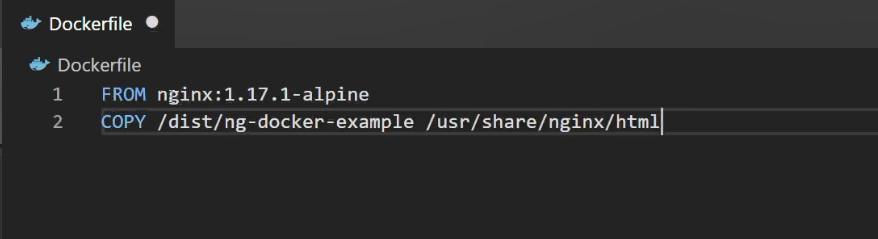 Dockerfile
Dockerfile
1 FROM nginx:1.17.1-alpine
2 COPY /dist/ng-docker-example /usr/share/nginx/html